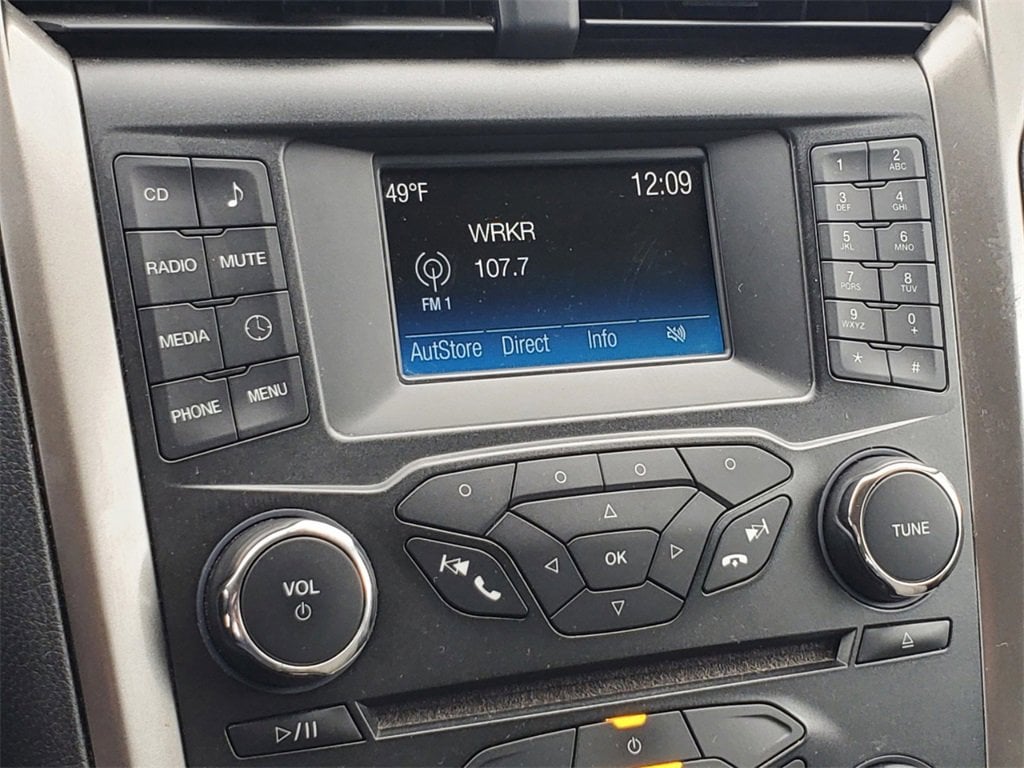 49°F 12:09
WRKR
107.7
FM 1
AutStore Direct Info
CD
RADIO MUTE
MEDIA
PHONE MENU
1 2 ABC
3 DEF 4 GHI
5 JKL 6 MNO
7 PQRS 8 TUV
9 WXYZ 0 +
* #
OK
VOL
TUNE